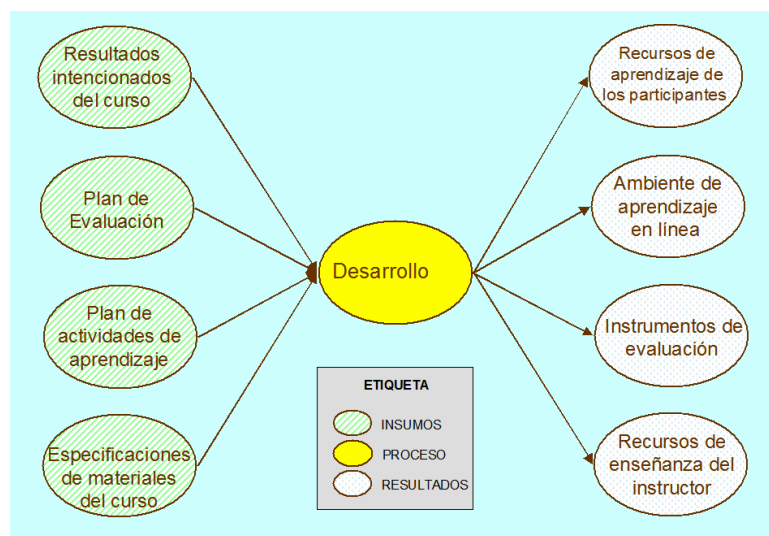 Resultados
intencionados
del curso
Plan de
Evaluación
Plan de
actividades de
aprendizaje
Especificaciones
de materiales
del curso
Desarrollo
Recursos de
aprendizaje de
los participantes
Ambiente de
aprendizaje
en línea
Instrumentos de
evaluación
Recursos de
enseñanza del
instructor
ETIQUETA
INSUMOS
PROCESO
RESULTADOS